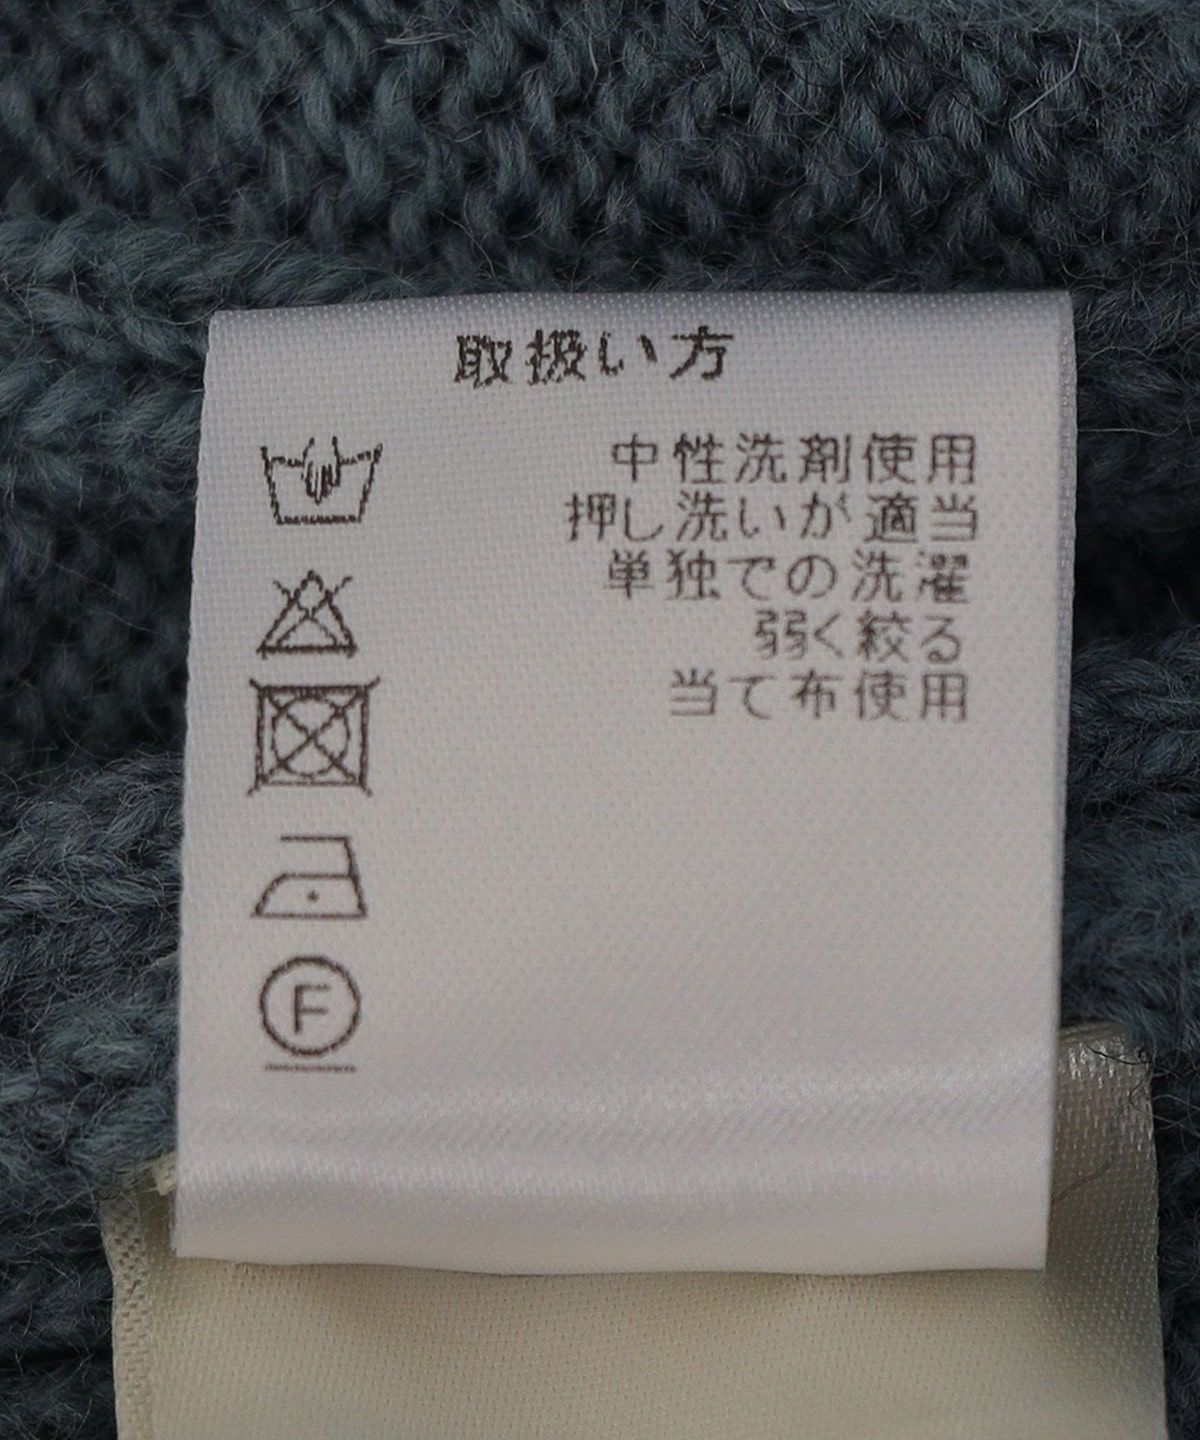 取扱い方
中性洗剤使用
押し洗いが適当
単独での洗濯
弱く絞る
当て布使用
F